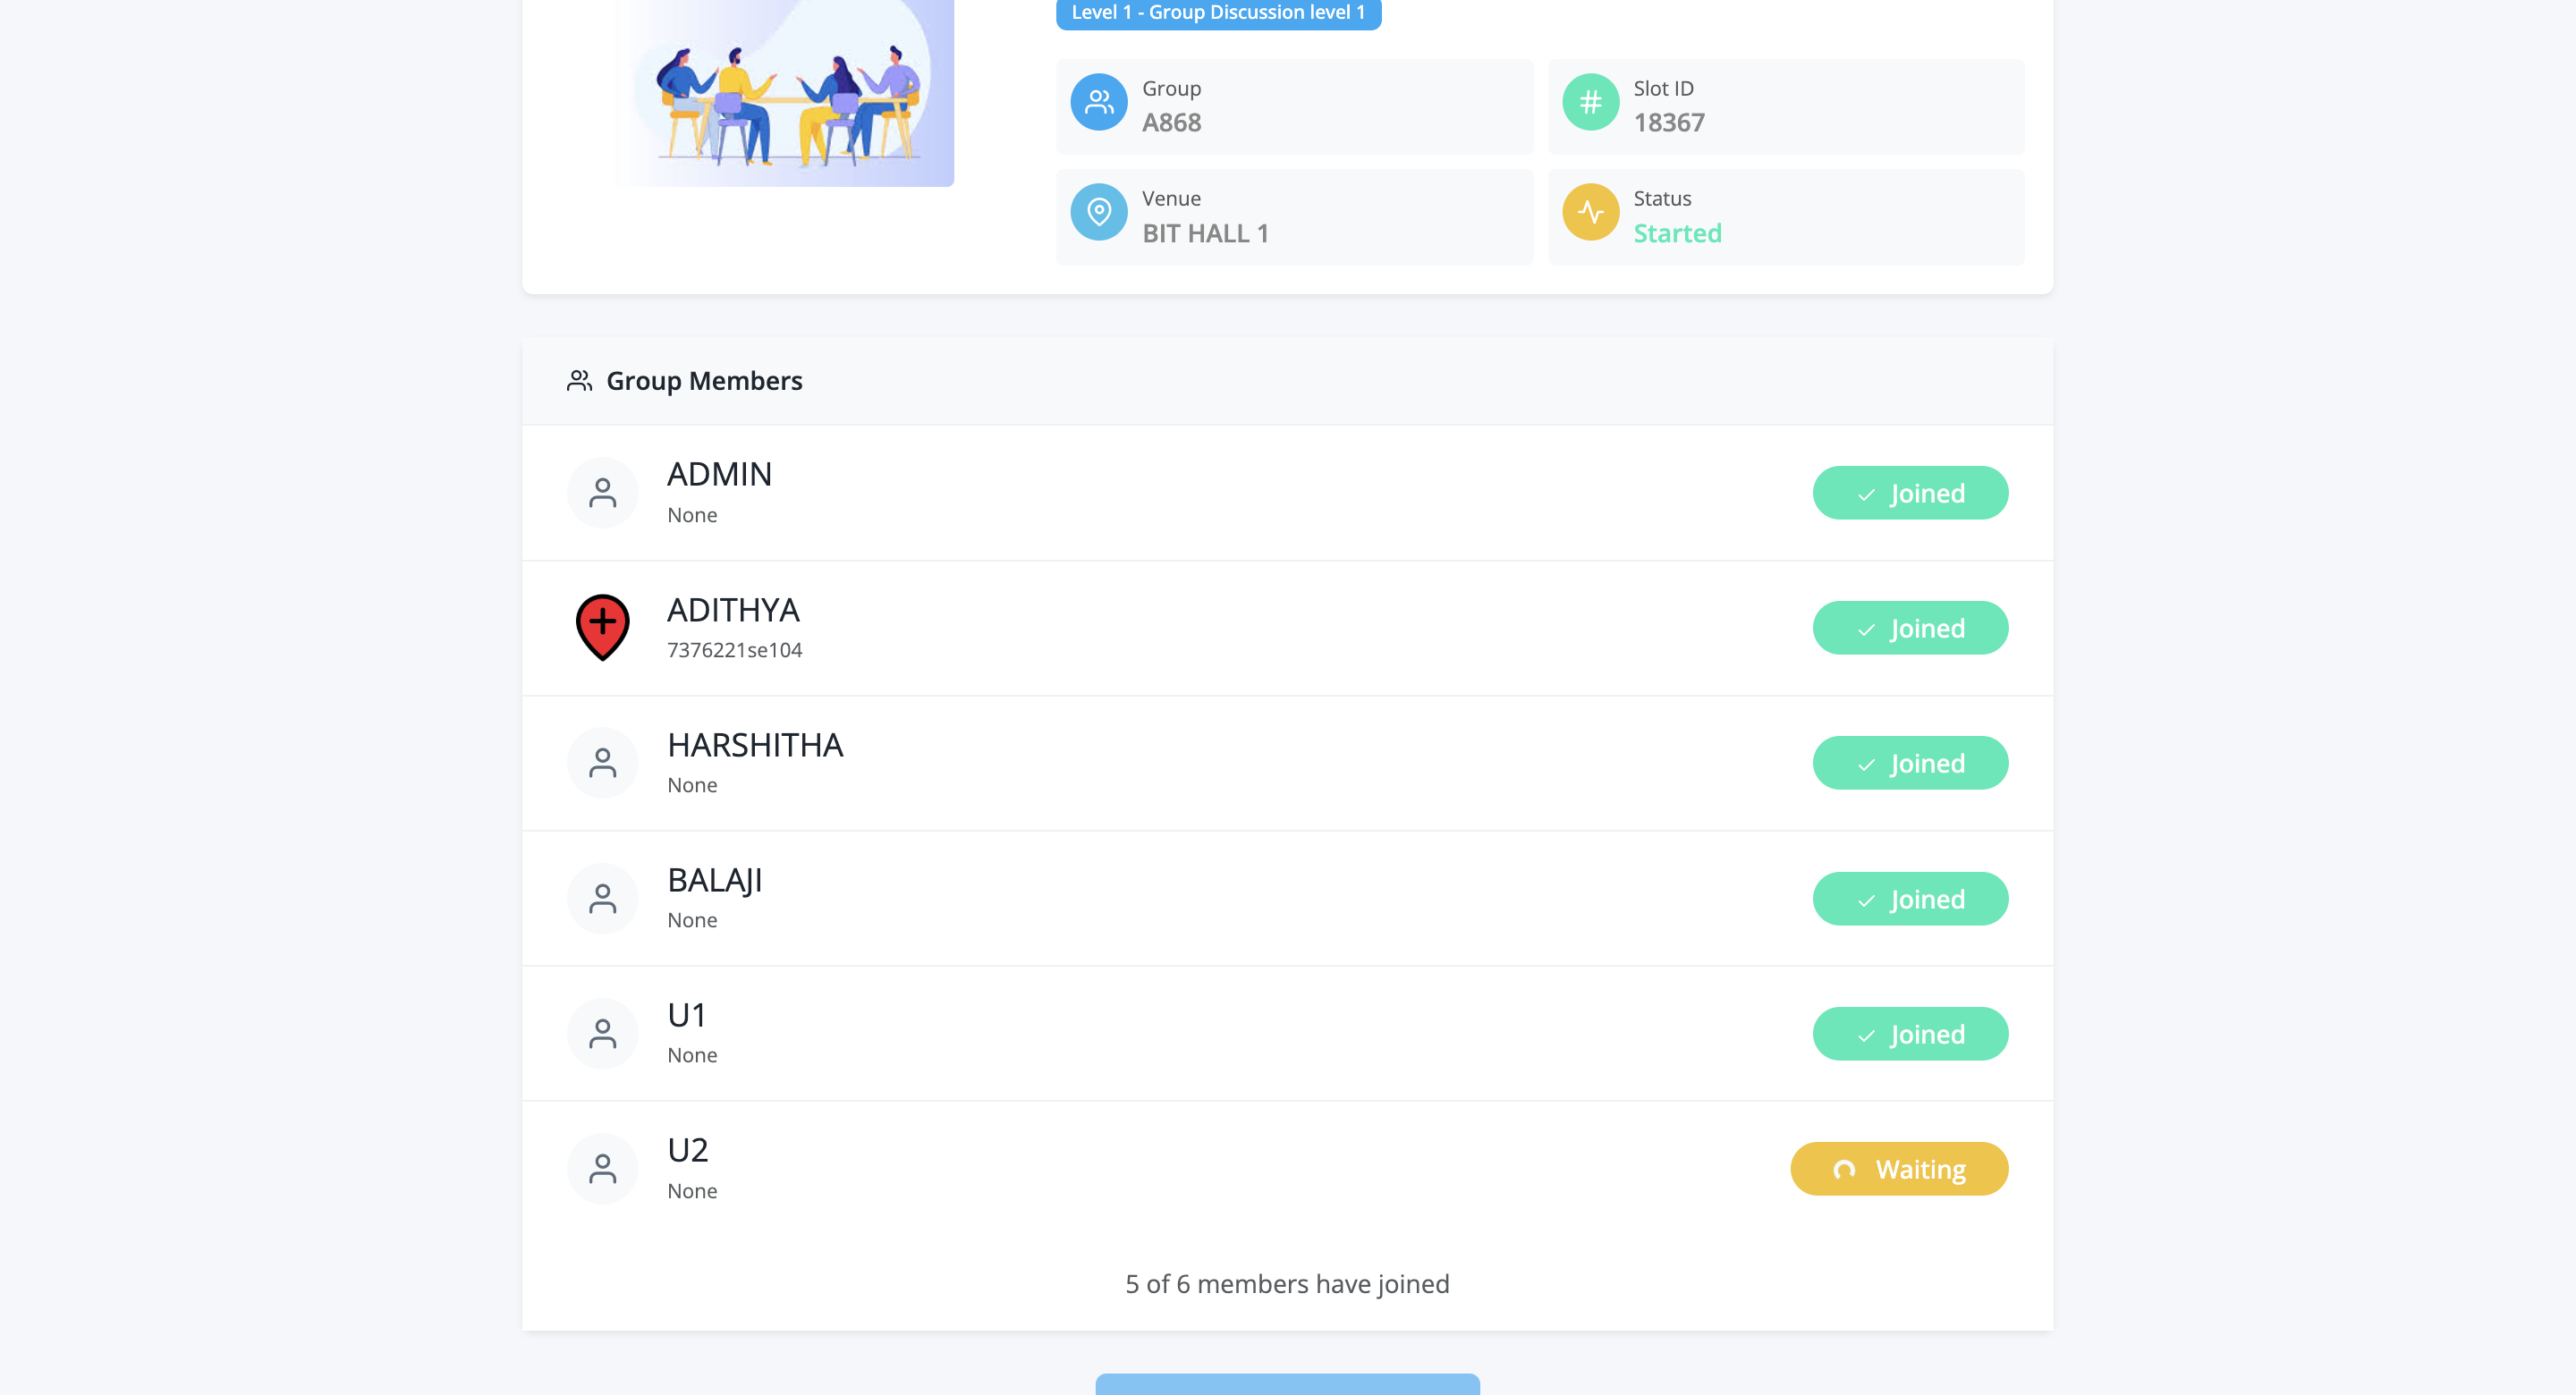 Level 1 - Group Discussion level 1
Group
A868
Slot ID
18367
Venue
BIT HALL 1
Status
Started
Group Members
ADMIN
None
Joined
ADITHYA
7376221se104
Joined
HARSHITHA
None
Joined
BALAJI
None
Joined
U1
None
Joined
U2
None
Waiting
5 of 6 members have joined